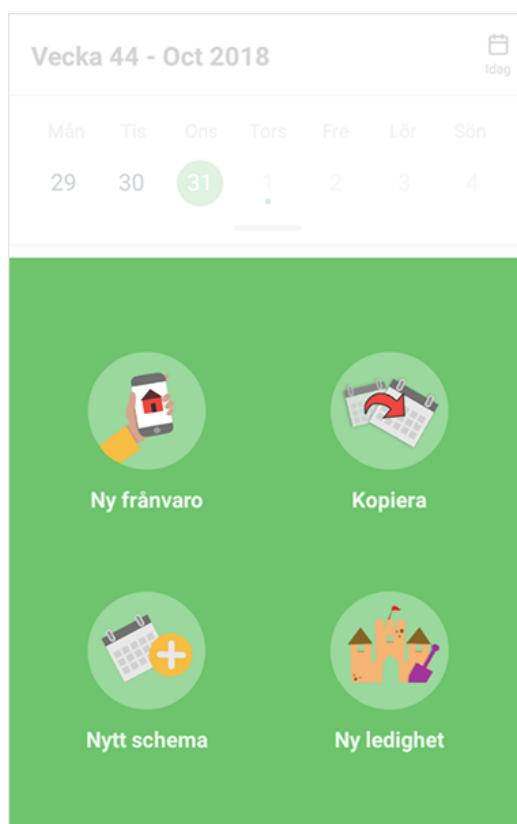 Vecka 44 - Oct 2018
Idag
Mån Tis Ons Tors Fre Lör Sön
29 30 31 1 2 3 4
Ny frånvaro Kopiera
Nytt schema Ny ledighet